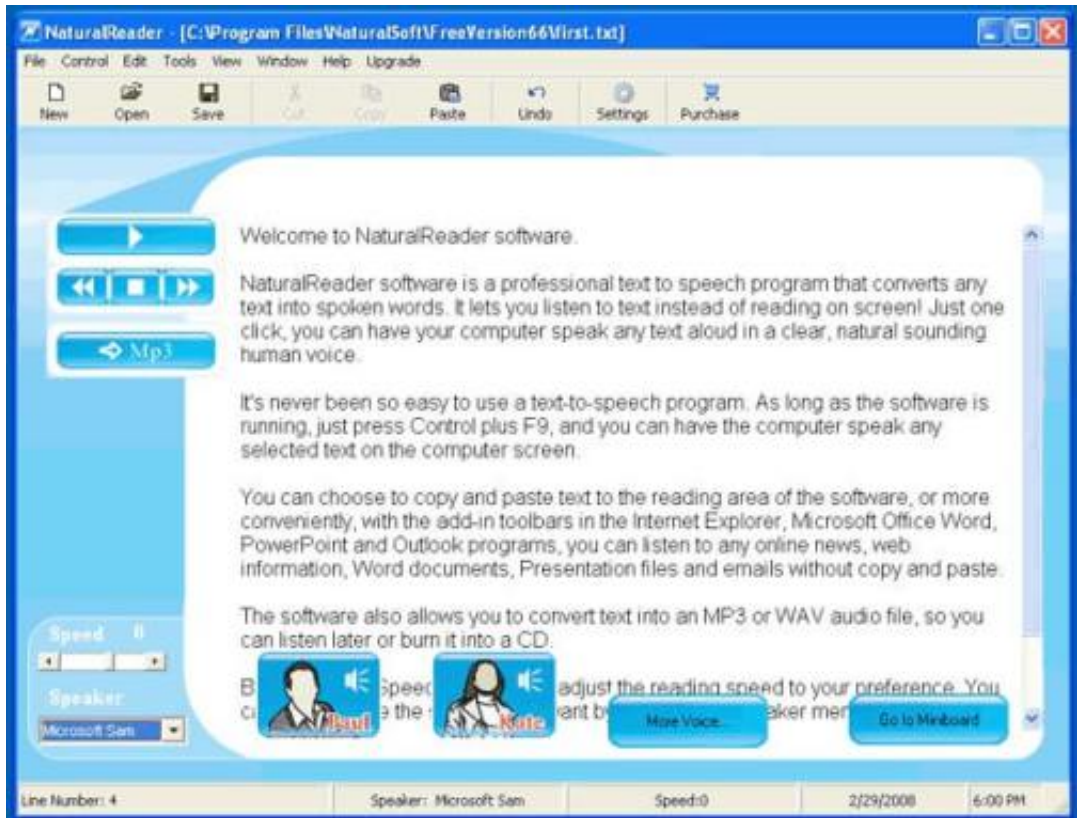 NaturalReader - [C:\Program Files\NaturalSoft\FreeVersion66\first.txt]
File Control Edit Tools View Window Help Upgrade
New Open Save Cut Copy Paste Undo Settings Purchase
Welcome to NaturalReader software.
NaturalReader software is a professional text to speech program that converts any
text into spoken words. It lets you listen to text instead of reading on screen! Just one
click, you can have your computer speak any text aloud in a clear, natural sounding
human voice.
Mp3
It's never been so easy to use a text-to-speech program. As long as the software is
running, just press Control plus F9, and you can have the computer speak any
selected text on the computer screen.
You can choose to copy and paste text to the reading area of the software, or more
conveniently, with the add-in toolbars in the Internet Explorer, Microsoft Office Word,
PowerPoint and Outlook programs, you can listen to any online news, web
information, Word documents, Presentation files and emails without copy and paste.
The software also allows you to convert text into an MP3 or WAV audio file, so you
can listen later or burn it into a CD.
Speed 0
Speaker
Microsoft Sam
adjust the reading speed to your preference. You
the
Paul
Kate
More Voice...
Go to Miniboard
Line Number: 4 Speaker: Microsoft Sam Speed:0 2/29/2008 6:00 PM